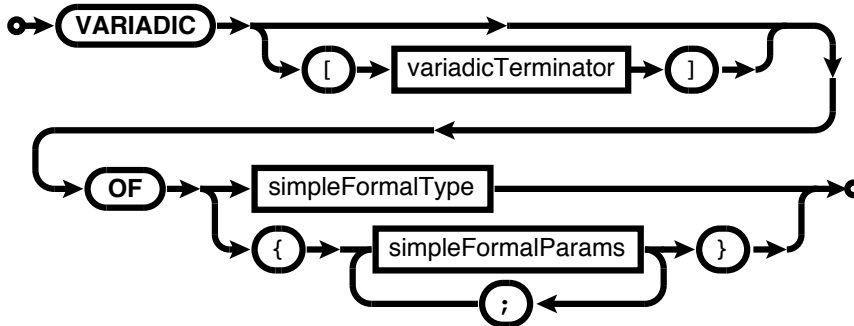 VARIADIC
[ variadicTerminator ]
OF simpleFormalType
{ simpleFormalParams }
;